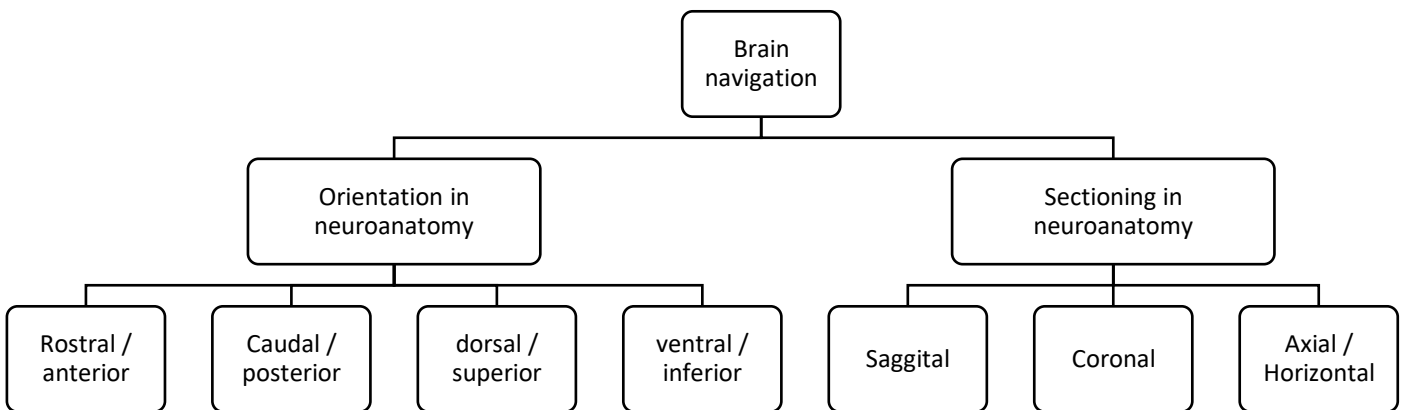 Brain
navigation
Orientation in
neuroanatomy
Sectioning in
neuroanatomy
Rostral /
anterior
Caudal /
posterior
dorsal /
superior
ventral /
inferior
Saggital
Coronal
Axial /
Horizontal